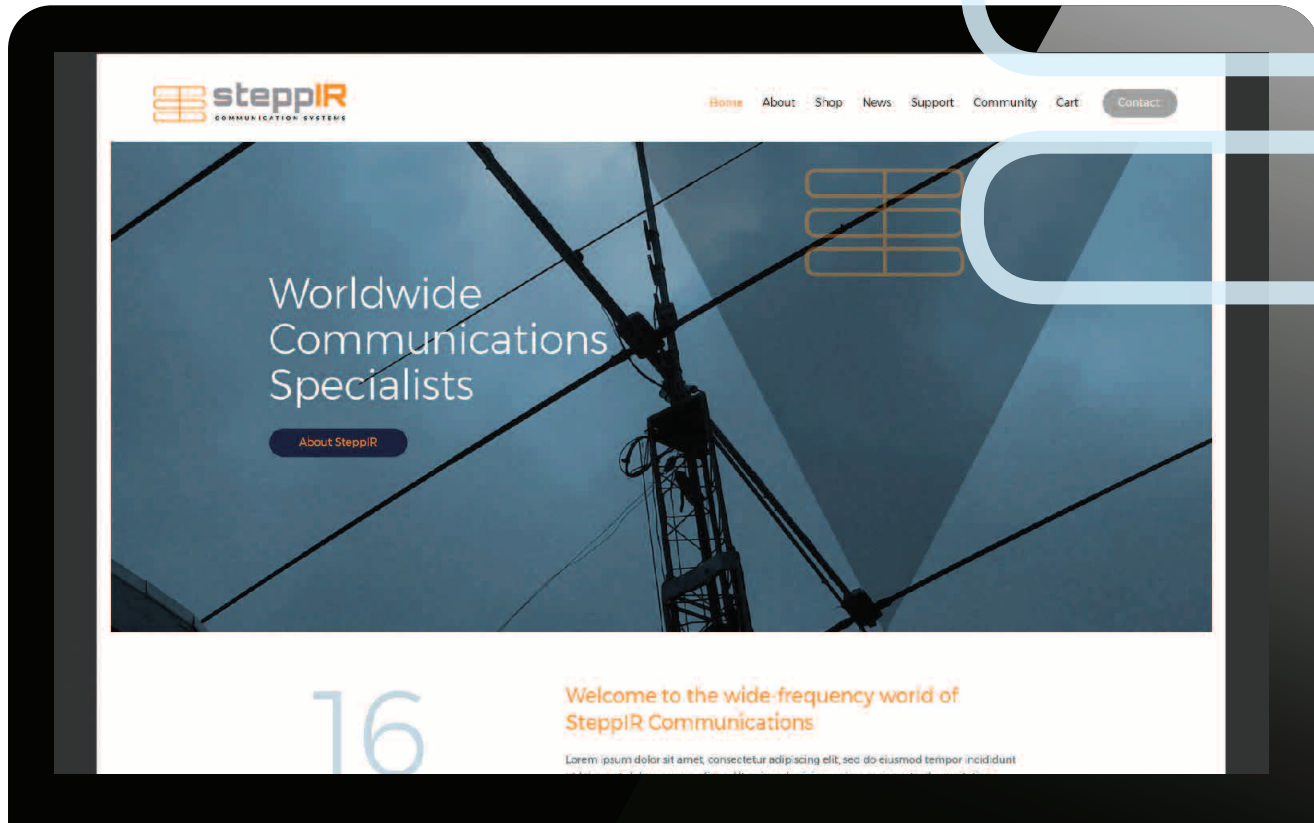 steppIR
COMMUNICATION SYSTEMS
Home About Shop News Support Community Cart Contact
Worldwide
Communications
Specialists
About SteppIR
16
Welcome to the wide-frequency world of
SteppIR Communications
Lorem ipsum dolor sit amet, consectetur adipiscing elit, sed do eiusmod tempor incididunt